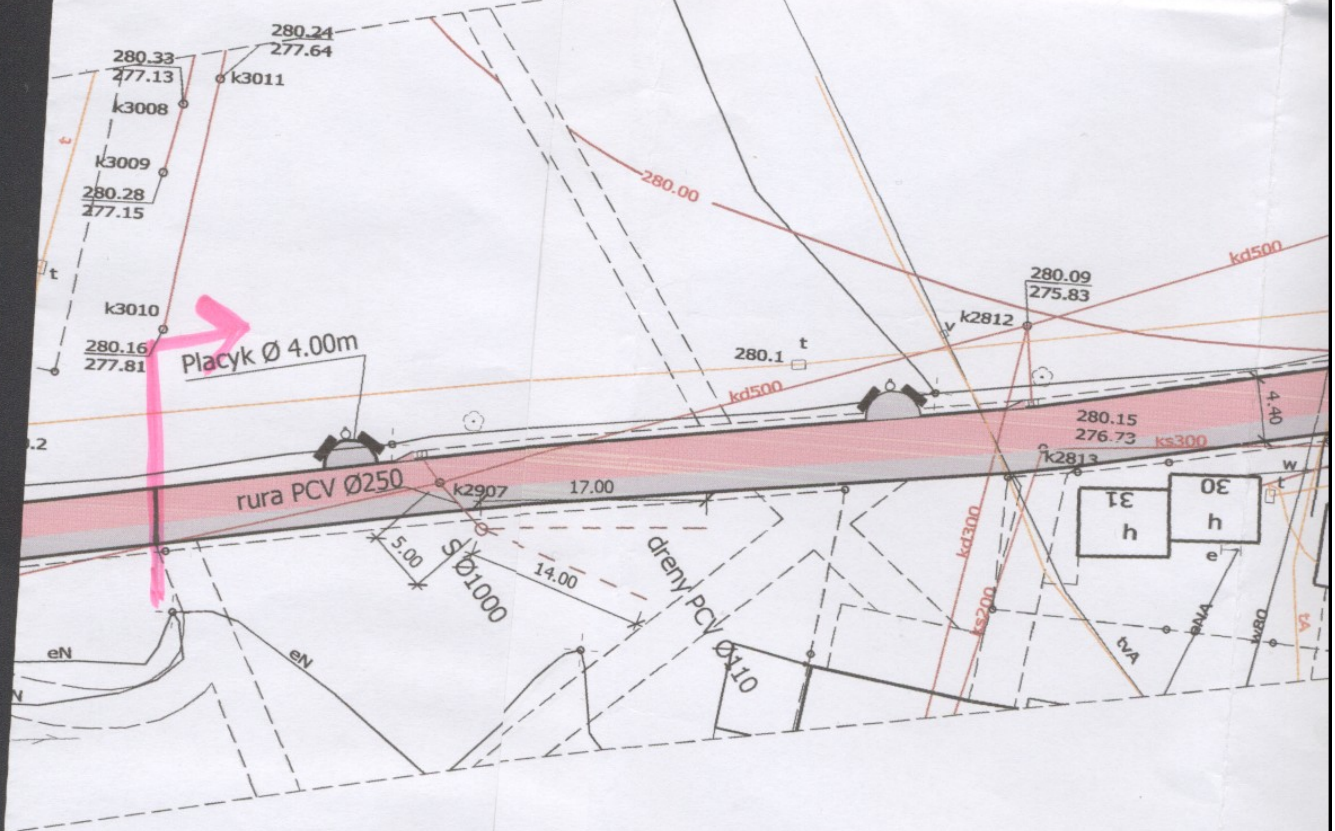 280.24
277.64
280.33
277.13
k3011
k3008
t
k3009
280.28
277.15
280.00
t
kd500
280.09
275.83
k3010
k2812
v
280.16
277.81
Placyk Ø 4.00m
t
280.1
kd500
4.40
280.15
276.73
ks300
.2
k2813
w
t
rura PCV Ø250
k2907
17.00
31
h
30
h
e
5.00
S Ø1000
14.00
dreny PCV Ø110
kd300
ks200
eNA
w80
tA
tvA
eN
eN
N